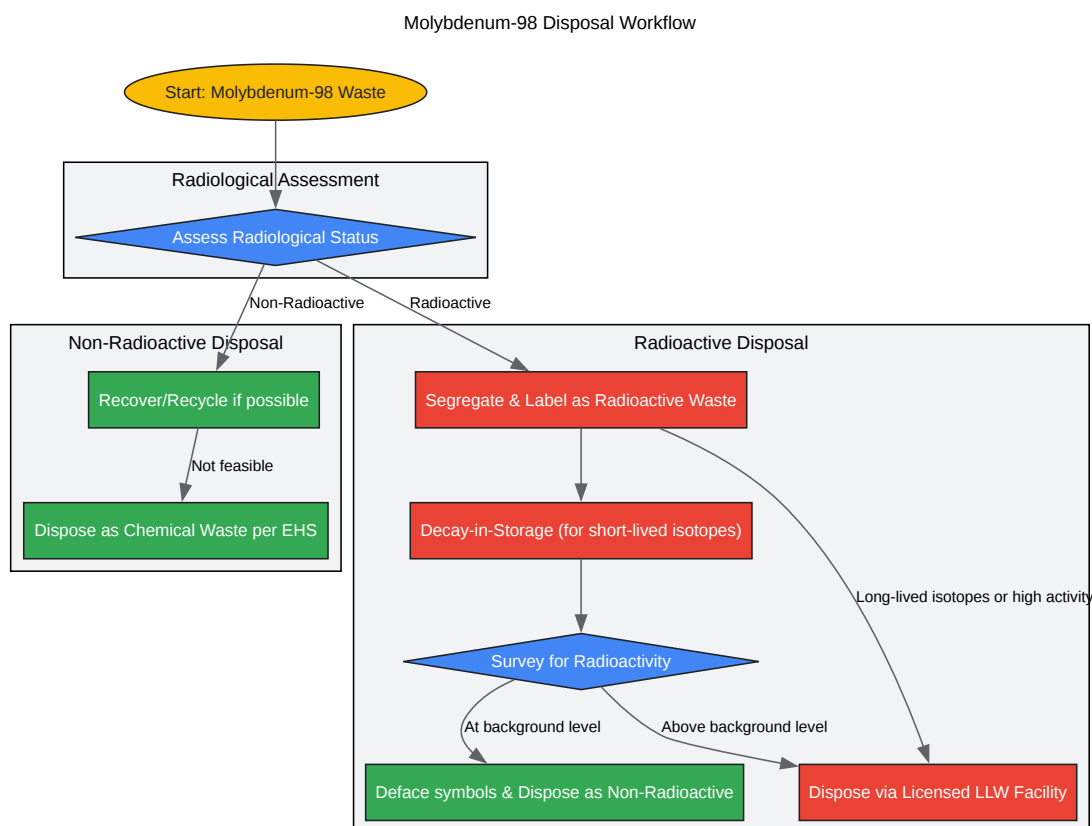 Molybdenum-98 Disposal Workflow
Start: Molybdenum-98 Waste
Radiological Assessment
Assess Radiological Status
Non-Radioactive
Radioactive
Non-Radioactive Disposal
Radioactive Disposal
Recover/Recycle if possible
Segregate & Label as Radioactive Waste
Not feasible
Dispose as Chemical Waste per EHS
Decay-in-Storage (for short-lived isotopes)
Long-lived isotopes or high activity
Survey for Radioactivity
At background level
Above background level
Deface symbols & Dispose as Non-Radioactive
Dispose via Licensed LLW Facility